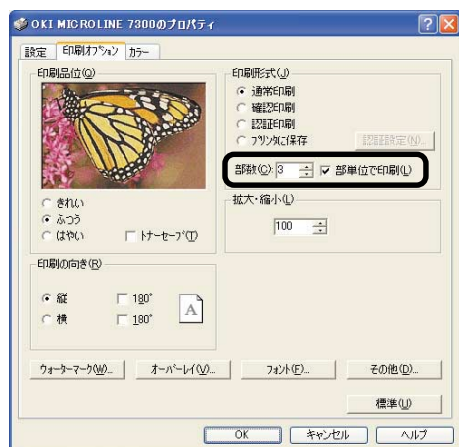 OKI MICROLINE 7300のプロパティ
設定 印刷オプション カラー
印刷品位(Q)
きれい
ふつう
はやい トナーセーブ(T)
印刷形式(J)
通常印刷
確認印刷
認証印刷
プリンタに保存 認証設定(N)...
部数(C): 3 部単位で印刷(L)
拡大・縮小(L)
100
印刷の向き(R)
縦 180°
横 180°
A
ウォーターマーク(W)... オーバーレイ(V)... フォント(F)... その他(D)...
標準(U)
OK キャンセル ヘルプ